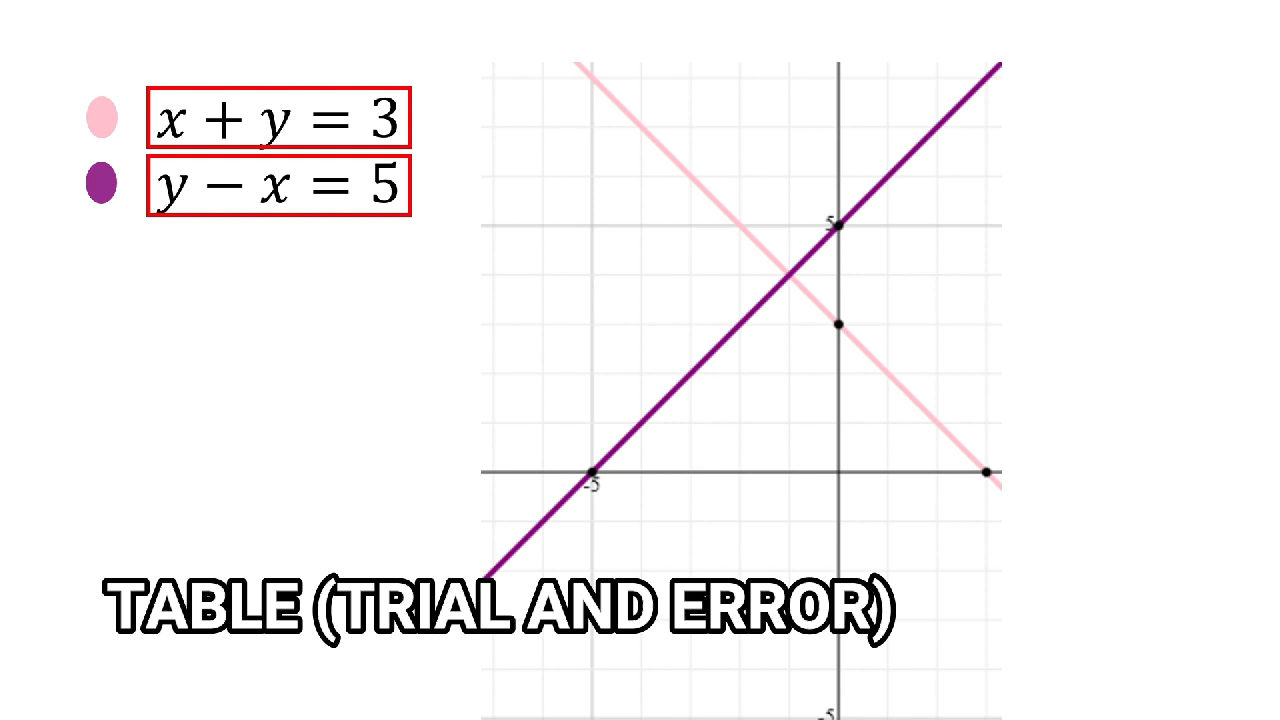 x + y = 3
y − x = 5
5
-5
TABLE (TRIAL AND ERROR)
-5